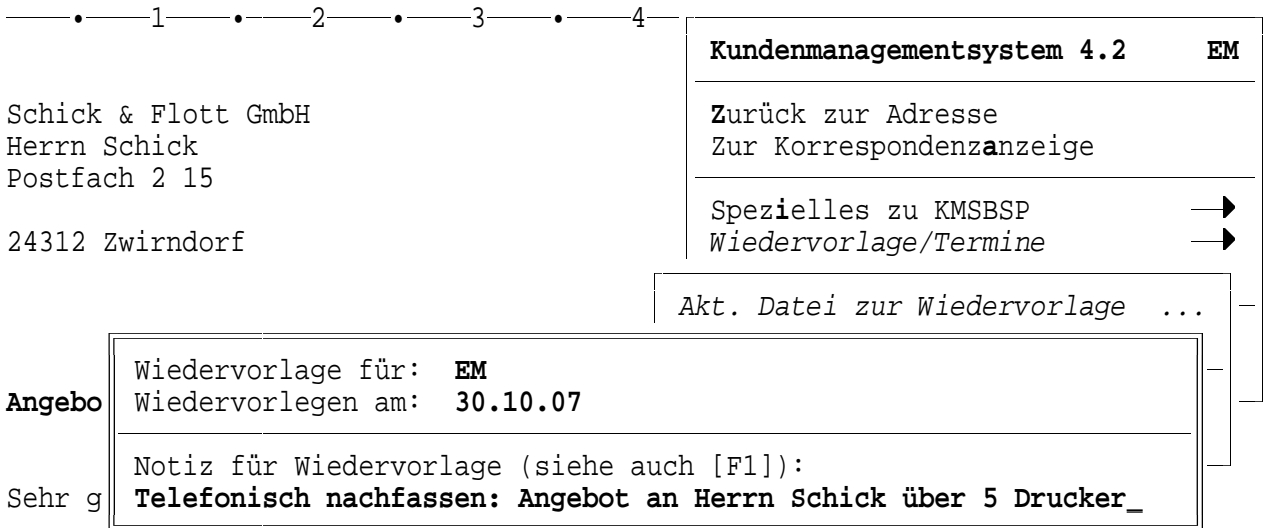 1 2 3 4
Kundenmanagementsystem 4.2 EM
Schick & Flott GmbH
Herrn Schick
Postfach 2 15
24312 Zwirndorf
Zurück zur Adresse
Zur Korrespondenzanzeige
Spezielles zu KMSBSP
Wiedervorlage/Termine
Akt. Datei zur Wiedervorlage ...
Wiedervorlage für: EM
Angebo
Wiedervorlegen am: 30.10.07
Notiz für Wiedervorlage (siehe auch [F1]):
Sehr g
Telefonisch nachfassen: Angebot an Herrn Schick über 5 Drucker_